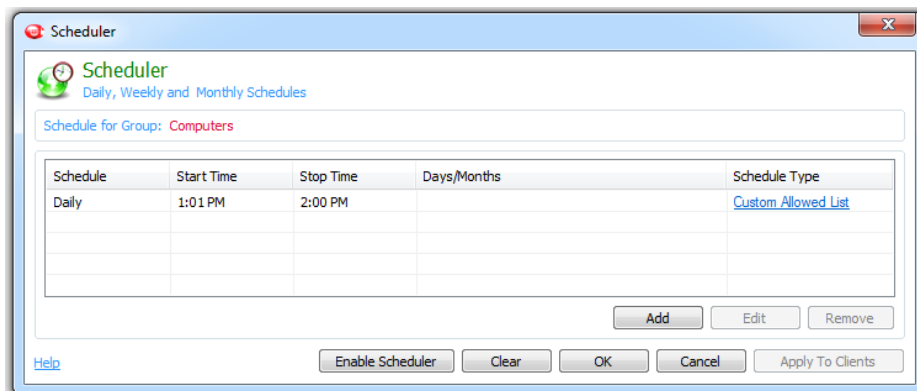 Scheduler
x
Scheduler
Daily, Weekly and Monthly Schedules
Schedule for Group: Computers
Schedule Start Time Stop Time Days/Months Schedule Type
Daily 1:01 PM 2:00 PM Custom Allowed List
Add Edit Remove
Help Enable Scheduler Clear OK Cancel Apply To Clients